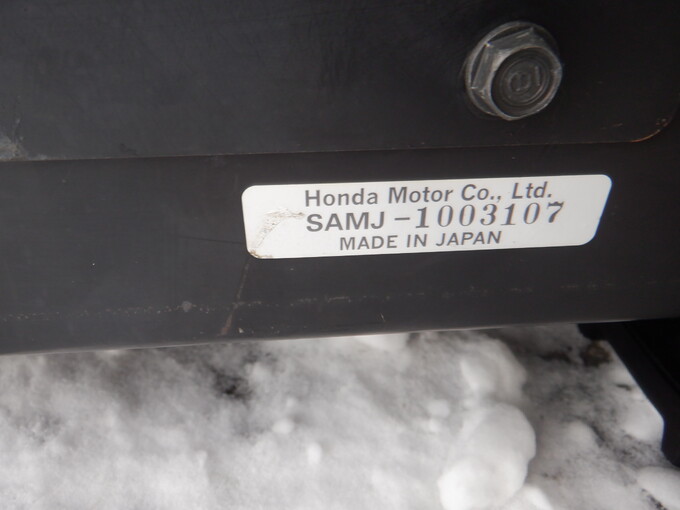 Honda Motor Co., Ltd.
SAMJ-1003107
MADE IN JAPAN